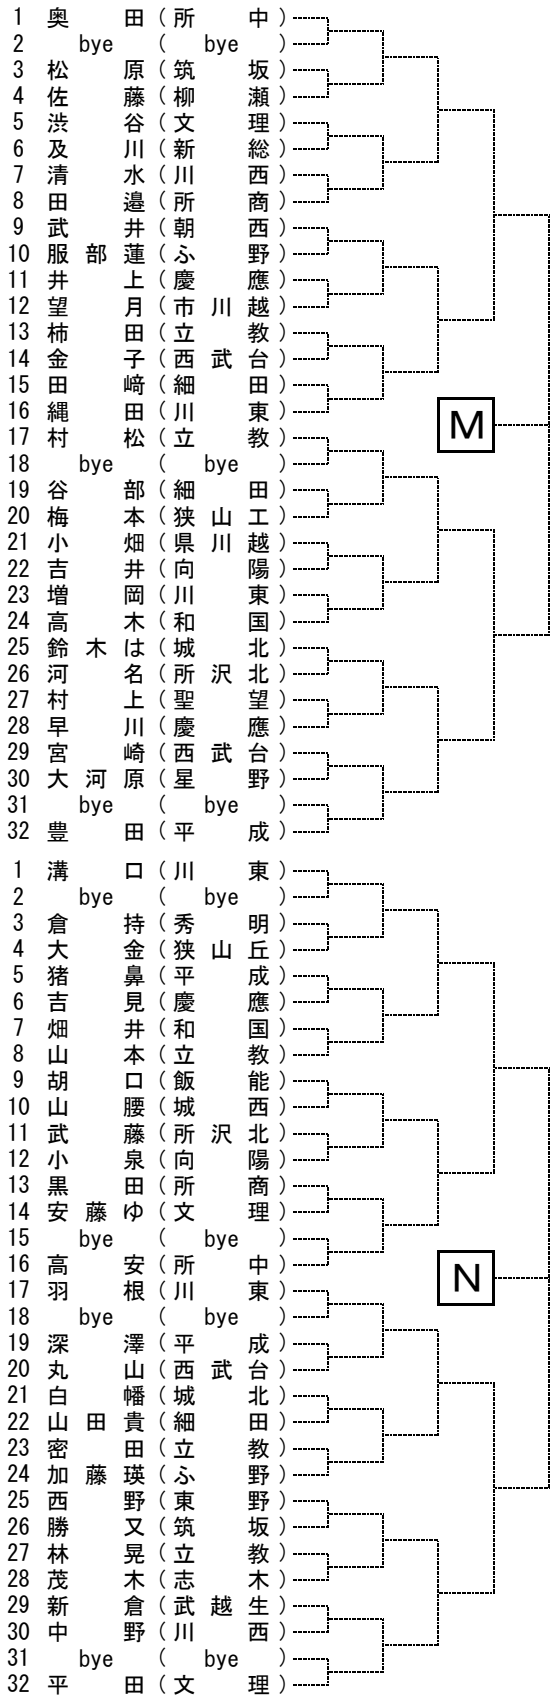 1 奥田(所中)
2 bye (bye)
3 松原(筑坂)
4 佐藤(柳瀬)
5 渋谷(文理)
6 及川(新総)
7 清水(川西)
8 田邉(所商)
9 武井(朝西)
10 服部蓮(ふ野)
11 井上(慶應)
12 望月(市川越)
13 柿田(立教)
14 金子(西武台)
15 田﨑(細田)
16 縄田(川東)
M
17 村松(立教)
18 bye (bye)
19 谷部(細田)
20 梅本(狭山工)
21 小畑(県川越)
22 吉井(向陽)
23 増岡(川東)
24 高木(和国)
25 鈴木は(城北)
26 河名(所沢北)
27 村上(聖望)
28 早川(慶應)
29 宮崎(西武台)
30 大河原(星野)
31 bye (bye)
32 豊田(平成)
1 溝口(川東)
2 bye (bye)
3 倉持(秀明)
4 大金(狭山丘)
5 猪鼻(平成)
6 吉見(慶應)
7 畑井(和国)
8 山本(立教)
9 胡口(飯能)
10 山腰(城西)
11 武藤(所沢北)
12 小泉(向陽)
13 黒田(所商)
14 安藤ゆ(文理)
15 bye (bye)
16 高安(所中)
N
17 羽根(川東)
18 bye (bye)
19 深澤(平成)
20 丸山(西武台)
21 白幡(城北)
22 山田貴(細田)
23 密田(立教)
24 加藤瑛(ふ野)
25 西野(東野)
26 勝又(筑坂)
27 林晃(立教)
28 茂木(志木)
29 新倉(武越生)
30 中野(川西)
31 bye (bye)
32 平田(文理)